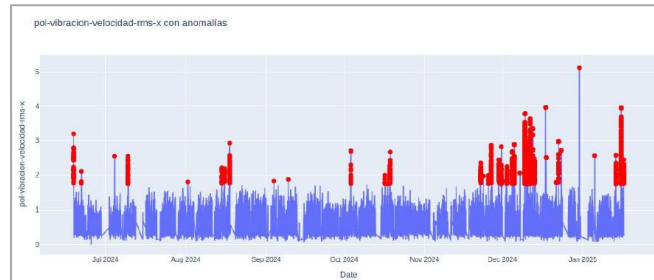 pol-vibracion-velocidad-rms-x con anomalías
pol-vibracion-velocidad-rms-x
5
4
3
2
1
0
Jul 2024
Aug 2024
Sep 2024
Oct 2024
Nov 2024
Dec 2024
Jan 2025
Date